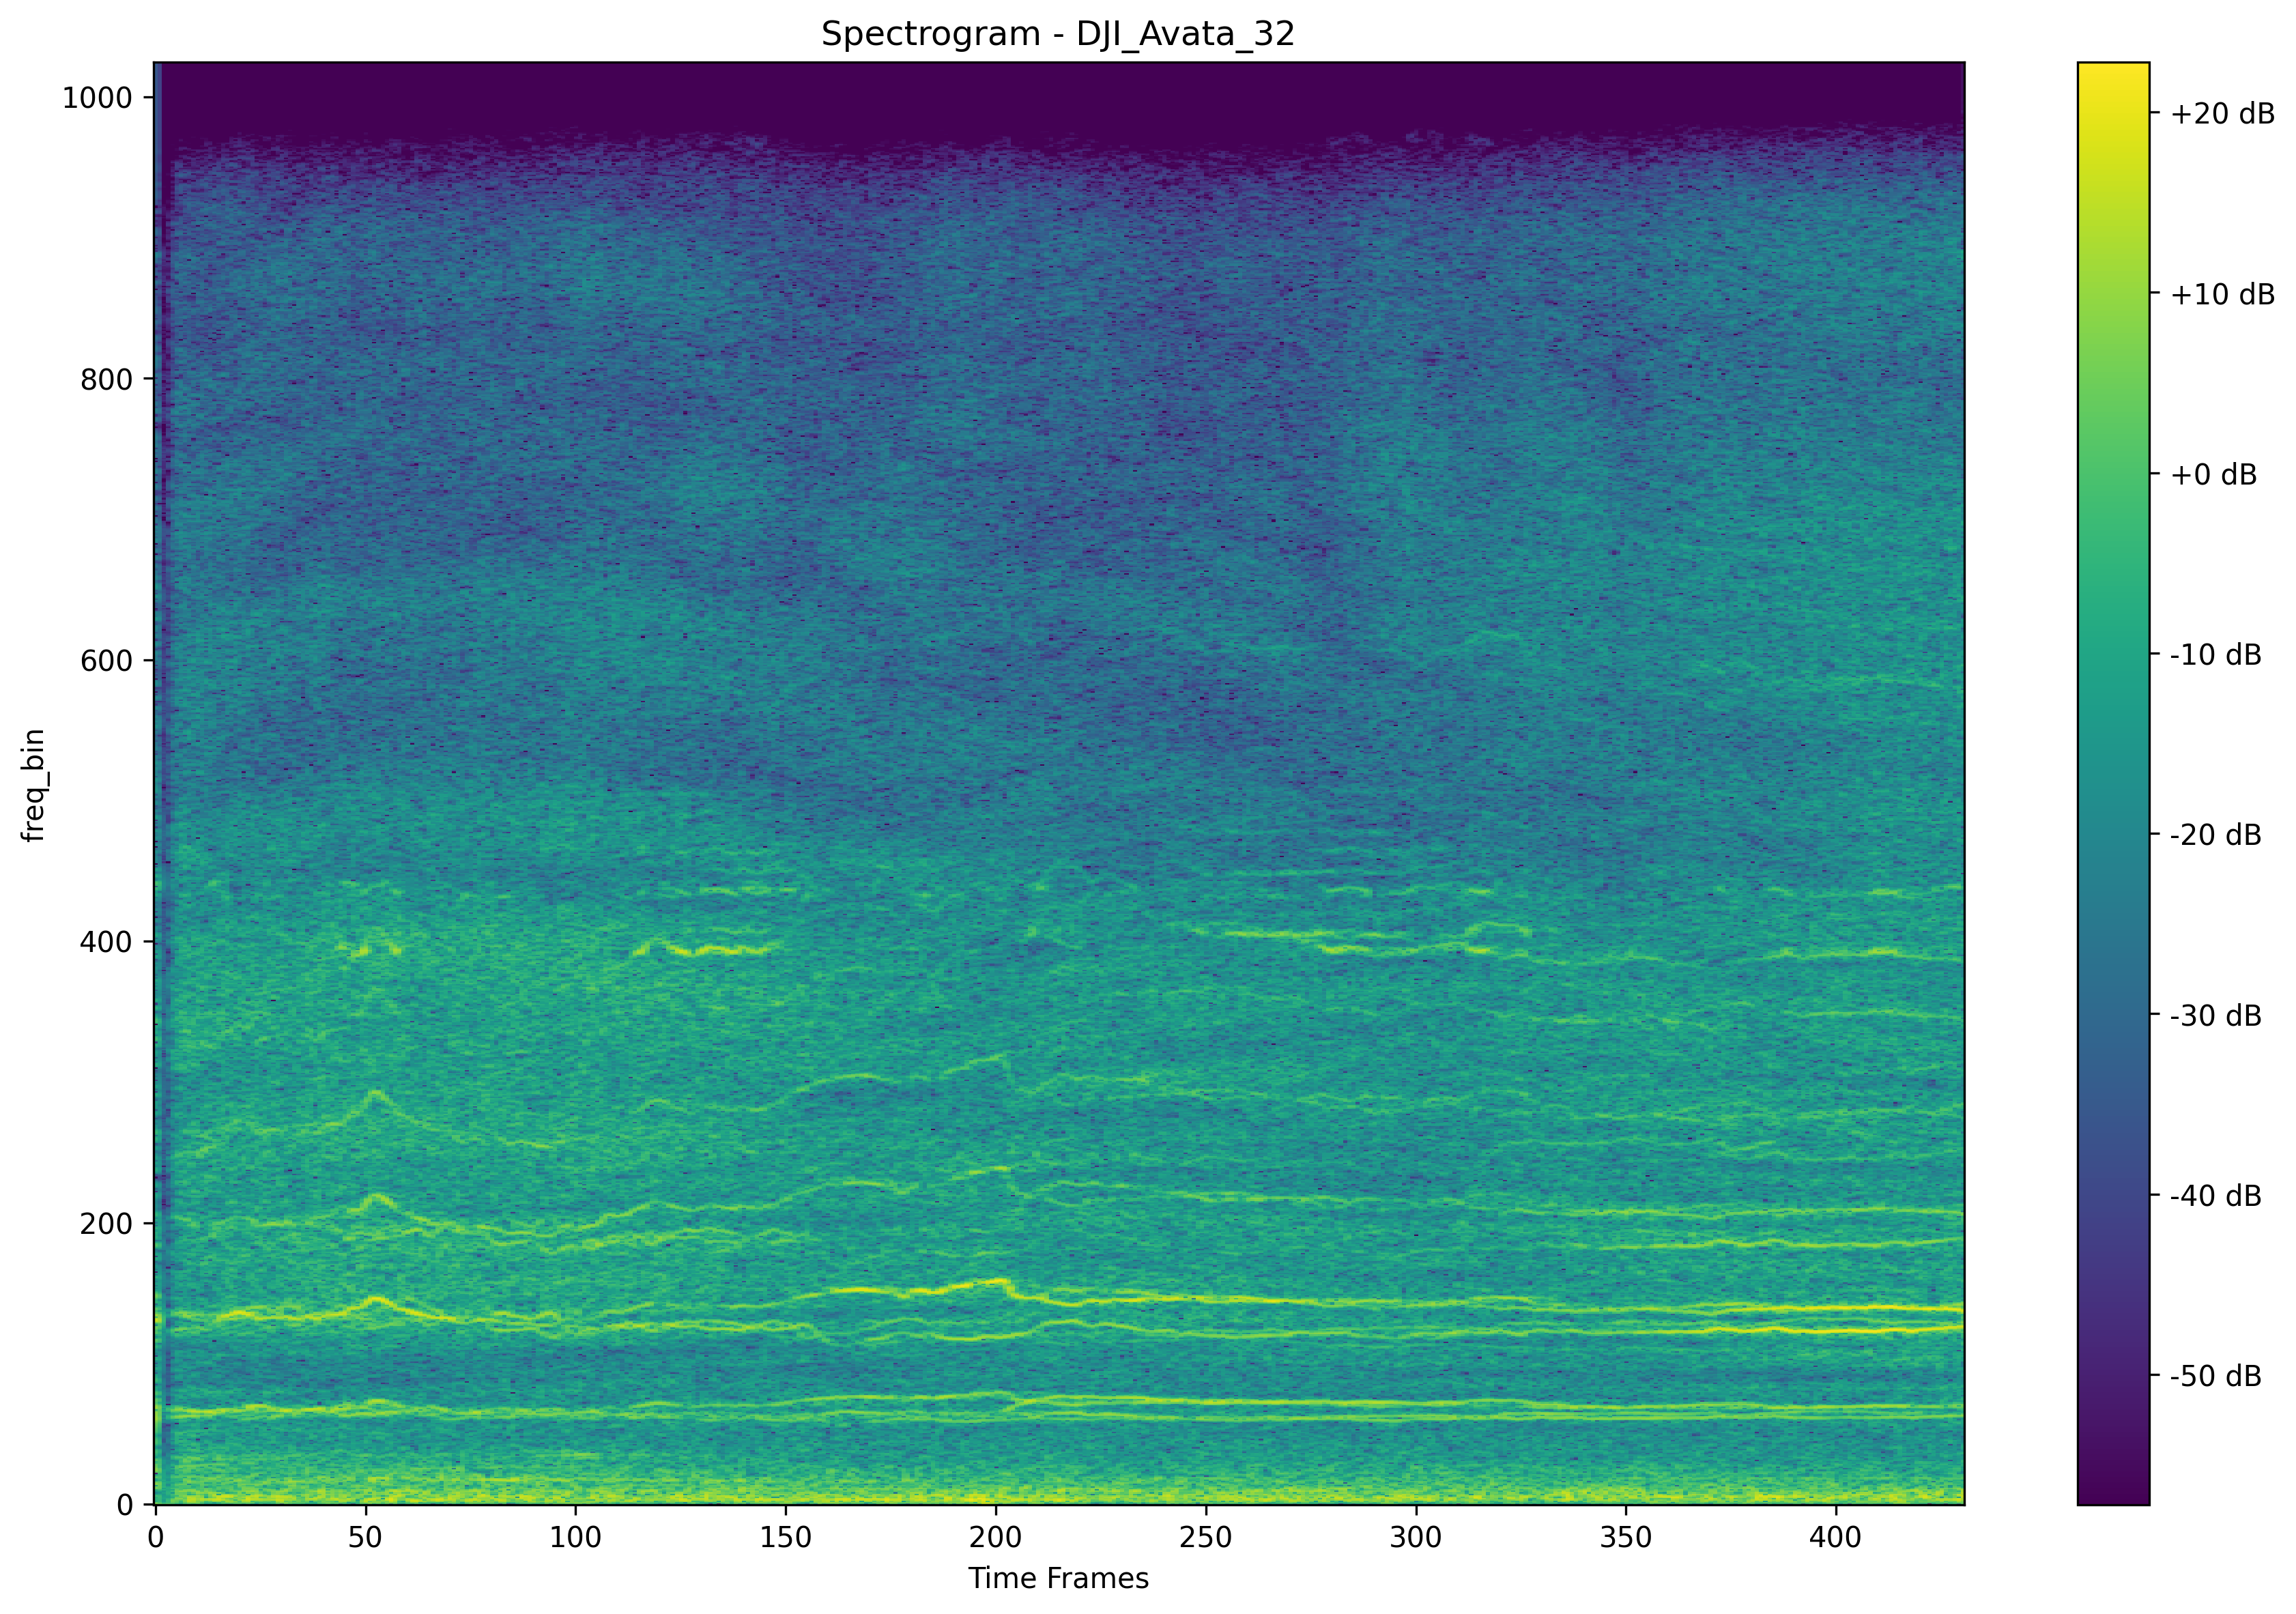 Spectrogram - DJI_Avata_32
1000
800
600
400
200
0
freq_bin
0 50 100 150 200 250 300 350 400
Time Frames
+20 dB
+10 dB
+0 dB
-10 dB
-20 dB
-30 dB
-40 dB
-50 dB